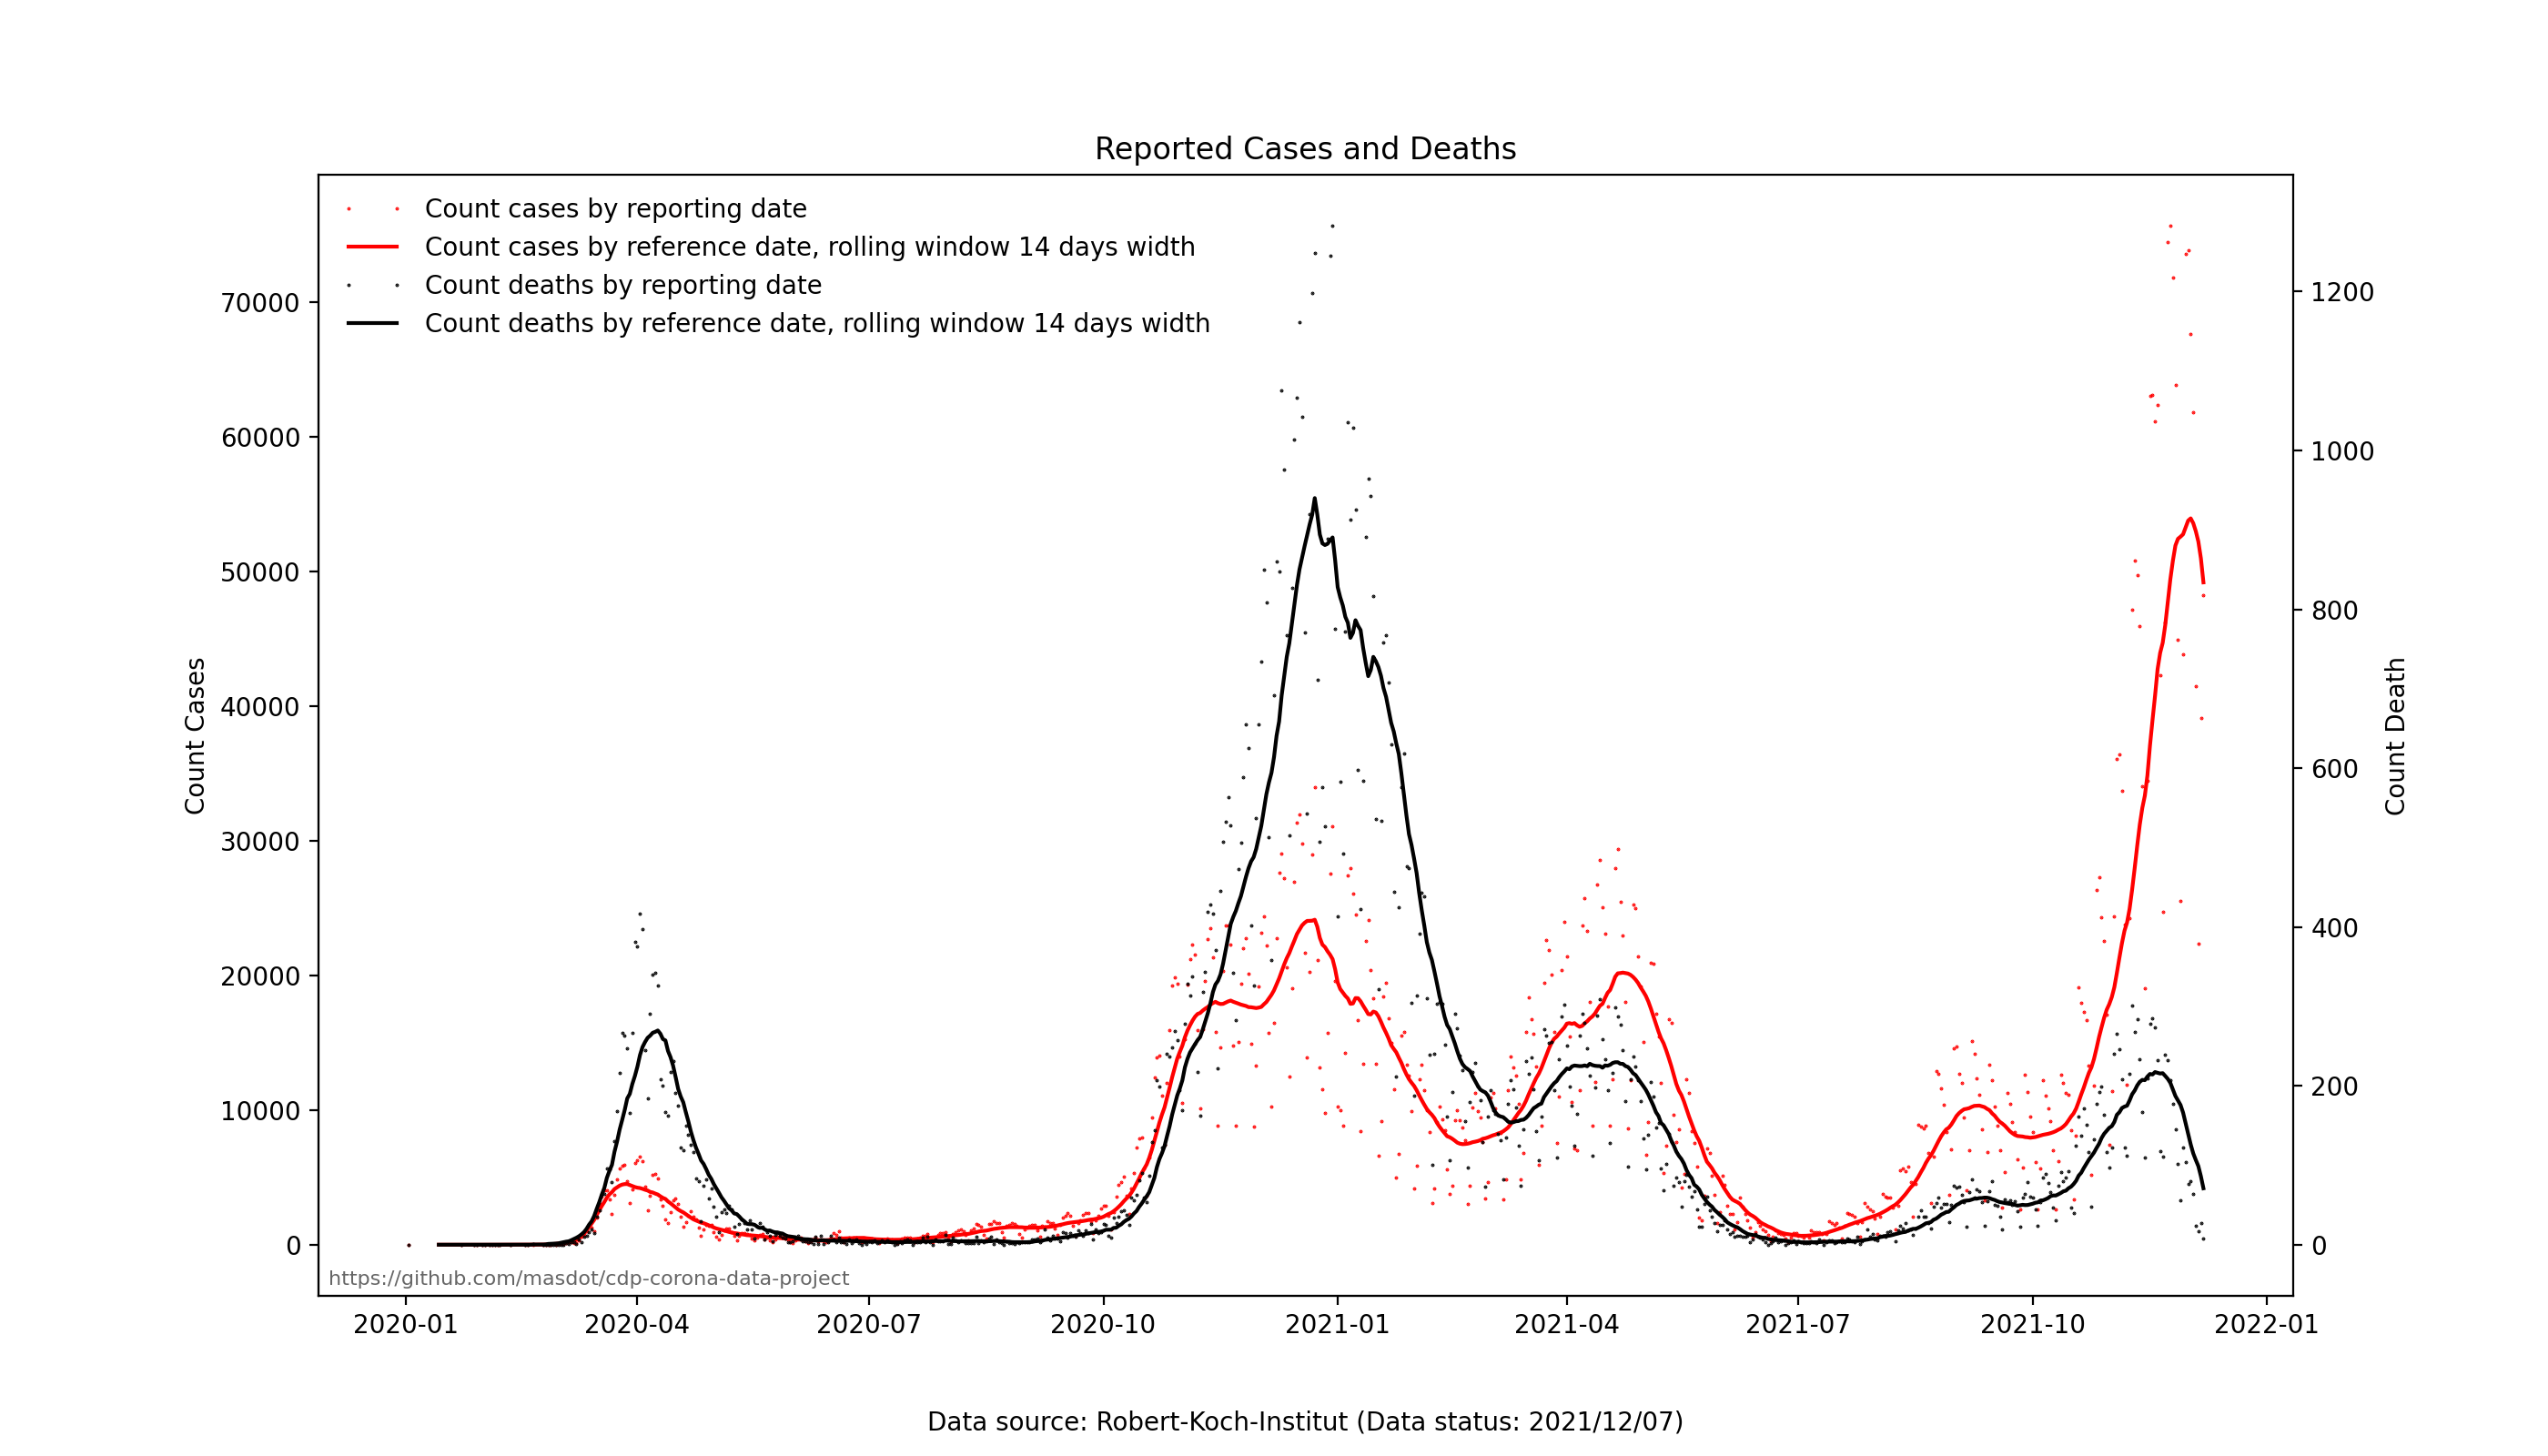 Reported Cases and Deaths
Count cases by reporting date
Count cases by reference date, rolling window 14 days width
Count deaths by reporting date
Count deaths by reference date, rolling window 14 days width
70000
60000
50000
40000
30000
20000
10000
0
Count Cases
1200
1000
800
600
400
200
0
Count Death
https://github.com/masdot/cdp-corona-data-project
2020-01 2020-04 2020-07 2020-10 2021-01 2021-04 2021-07 2021-10 2022-01
Data source: Robert-Koch-Institut (Data status: 2021/12/07)